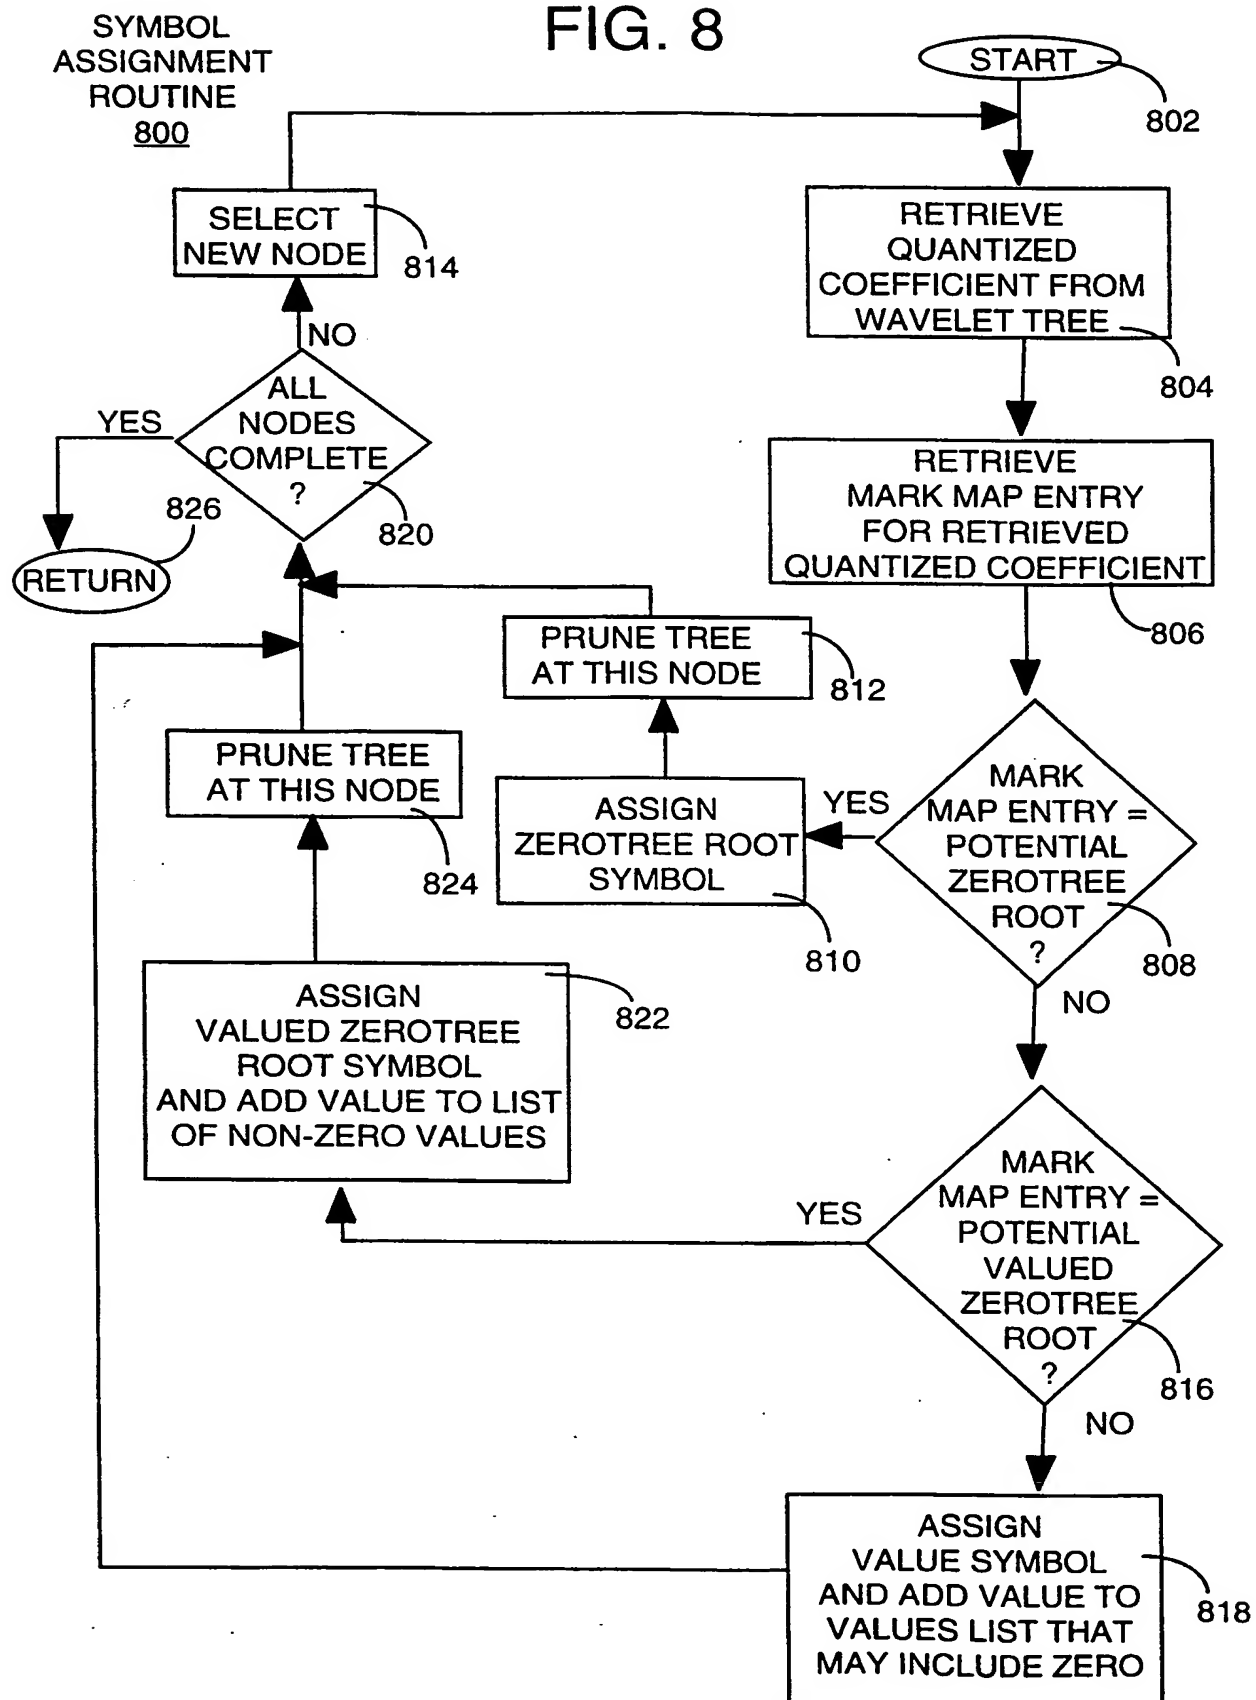 FIG. 8
SYMBOL
ASSIGNMENT
ROUTINE
800
START
802
SELECT
NEW NODE
814
RETRIEVE
QUANTIZED
COEFFICIENT FROM
WAVELET TREE
804
NO
ALL
NODES
COMPLETE
?
820
YES
826
RETURN
RETRIEVE
MARK MAP ENTRY
FOR RETRIEVED
QUANTIZED COEFFICIENT
806
PRUNE TREE
AT THIS NODE
812
PRUNE TREE
AT THIS NODE
824
ASSIGN
ZEROTREE ROOT
SYMBOL
810
YES
MARK
MAP ENTRY =
POTENTIAL
ZEROTREE
ROOT
?
808
NO
ASSIGN
VALUED ZEROTREE
ROOT SYMBOL
AND ADD VALUE TO LIST
OF NON-ZERO VALUES
822
YES
MARK
MAP ENTRY =
POTENTIAL
VALUED
ZEROTREE
ROOT
?
816
NO
ASSIGN
VALUE SYMBOL
AND ADD VALUE TO
VALUES LIST THAT
MAY INCLUDE ZERO
818